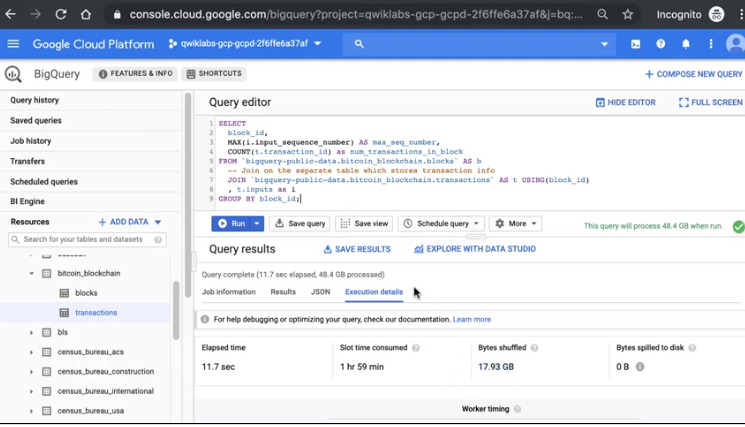 console.cloud.google.com/bigquery?project=qwiklabs-gcp-gcpd-2f6ffe6a37af&j=bq:...
Incognito
Google Cloud Platform
qwiklabs-gcp-gcpd-2f6ffe6a37af
BigQuery
FEATURES & INFO
SHORTCUTS
+ COMPOSE NEW QUERY
Query history
Saved queries
Job history
Transfers
Scheduled queries
BI Engine
Resources
+ ADD DATA
Search for your tables and datasets
bitcoin_blockchain
blocks
transactions
bls
census_bureau_acs
census_bureau_construction
census_bureau_international
census_bureau_usa
Query editor
HIDE EDITOR
FULL SCREEN
1 SELECT
2 block_id,
3 MAX(i.input_sequence_number) AS max_seq_number,
4 COUNT(t.transaction_id) as num_transactions_in_block
5 FROM `bigquery-public-data.bitcoin_blockchain.blocks` AS b
6 -- Join on the separate table which stores transaction info
7 JOIN `bigquery-public-data.bitcoin_blockchain.transactions` AS t USING(block_id)
8 , t.inputs as i
9 GROUP BY block_id;
Run
Save query
Save view
Schedule query
More
This query will process 48.4 GB when run.
Query results
SAVE RESULTS
EXPLORE WITH DATA STUDIO
Query complete (11.7 sec elapsed, 48.4 GB processed)
Job information
Results
JSON
Execution details
For help debugging or optimizing your query, check our documentation. Learn more
Elapsed time
Slot time consumed
Bytes shuffled
Bytes spilled to disk
11.7 sec
1 hr 59 min
17.93 GB
0 B
Worker timing